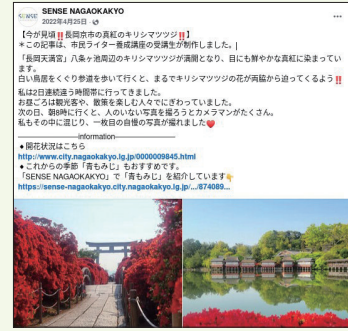 SENSE NAGAOKAKYO
2022年4月25日
【今が見頃‼️長岡京市の真紅のキリシマツツジ‼️】
＊この記事は、市民ライター養成講座の受講生が制作しました。|
「長岡天満宮」八条ヶ池周辺のキリシマツツジが満開となり、目にも鮮やかな真紅に染まってい
ます。
白い鳥居をくぐり参道を歩いて行くと、まるでキリシマツツジの花が両脇から迫ってくるよう‼️
私は2日連続違う時間帯に行ってきました。
お昼ごろは観光客や、散策を楽しむ人々でにぎわっていました。
次の日、朝8時に行くと、人のいない写真を撮ろうとカメラマンがたくさん。
私もその中に混じり、一枚目の自慢の写真が撮れました❤️
——————information——————
♦開花状況はこちら
http://www.city.nagaokakyo.lg.jp/0000009845.html
♦これからの季節「青もみじ」もおすすめです。
「SENSE NAGAOKAKYO」で「青もみじ」を紹介しています👇
https://sense-nagaokakyo.city.nagaokakyo.lg.jp/.../874089...